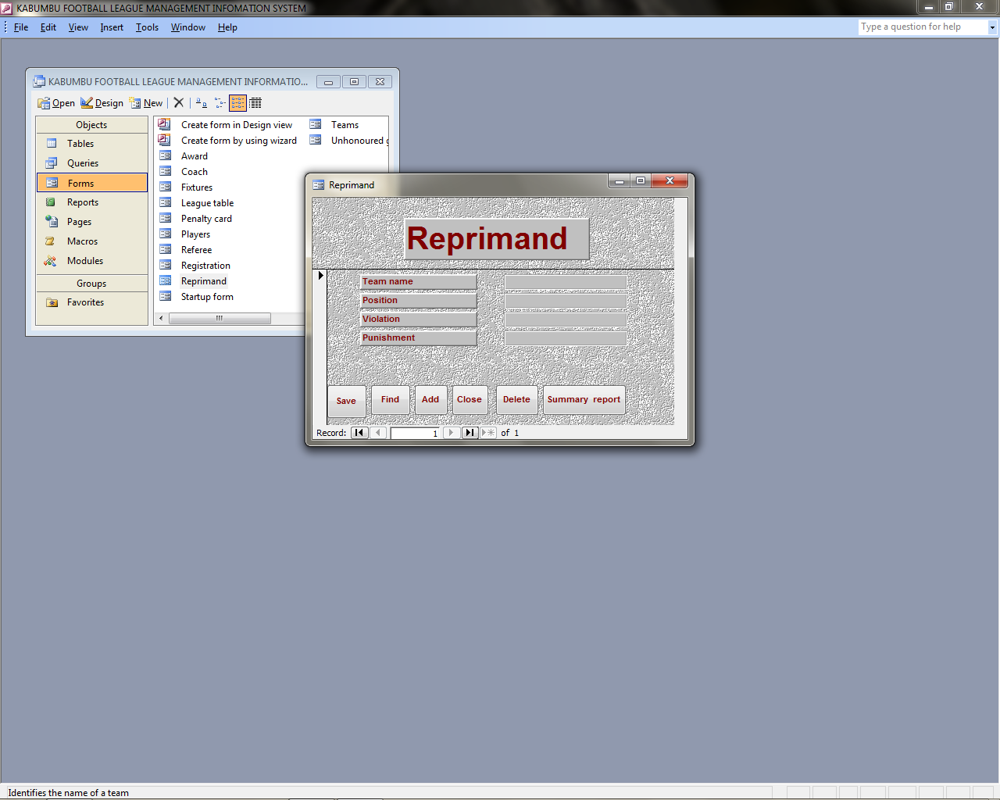 KABUMBU FOOTBALL LEAGUE MANAGEMENT INFOMATION SYSTEM
File Edit View Insert Tools Window Help
Type a question for help
KABUMBU FOOTBALL LEAGUE MANAGEMENT INFORMATIO...
Open Design New
Objects
Tables
Queries
Forms
Reports
Pages
Macros
Modules
Groups
Favorites
Create form in Design view
Create form by using wizard
Award
Coach
Fixtures
League table
Penalty card
Players
Referee
Registration
Reprimand
Startup form
Teams
Unhonoured g
Reprimand
Reprimand
Team name
Position
Violation
Punishment
Save Find Add Close Delete Summary report
Record: 1 of 1
Identifies the name of a team